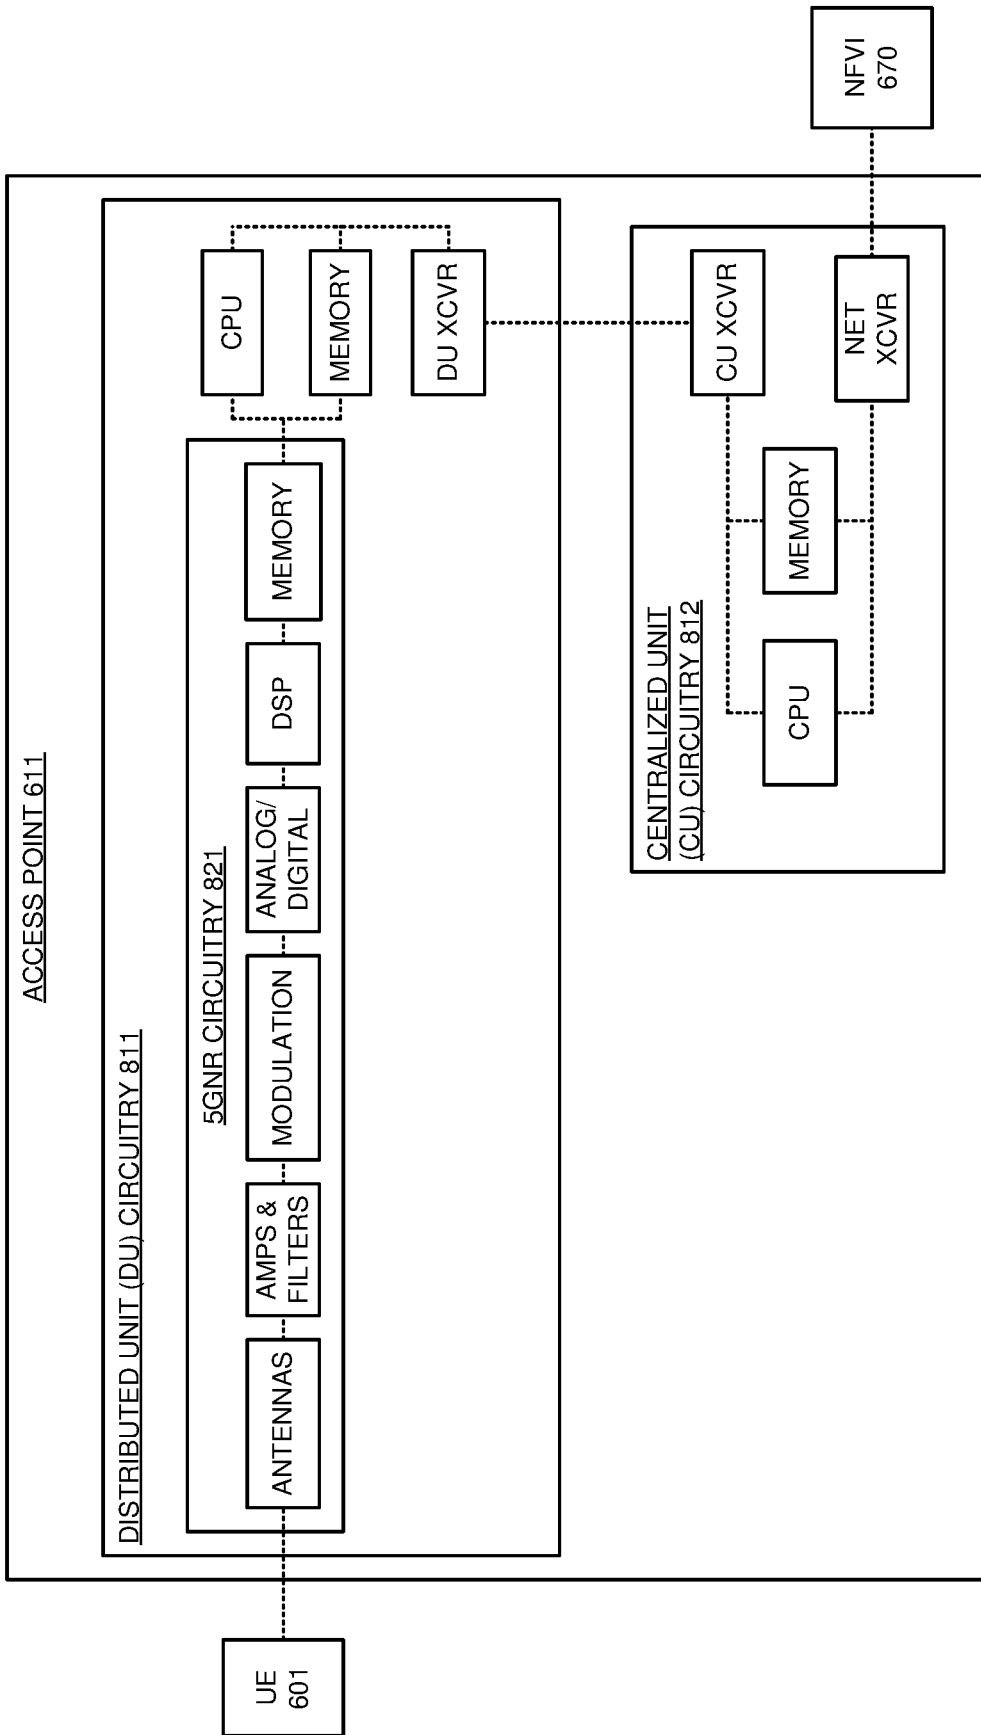 ACCESS POINT 611
DISTRIBUTED UNIT (DU) CIRCUITRY 811
5GNR CIRCUITRY 821
UE
601
ANTENNAS
AMPS &
FILTERS
MODULATION
ANALOG/
DIGITAL
DSP
MEMORY
CPU
MEMORY
DU XCVR
CENTRALIZED UNIT
(CU) CIRCUITRY 812
CPU
MEMORY
CU XCVR
NET
XCVR
NFVI
670